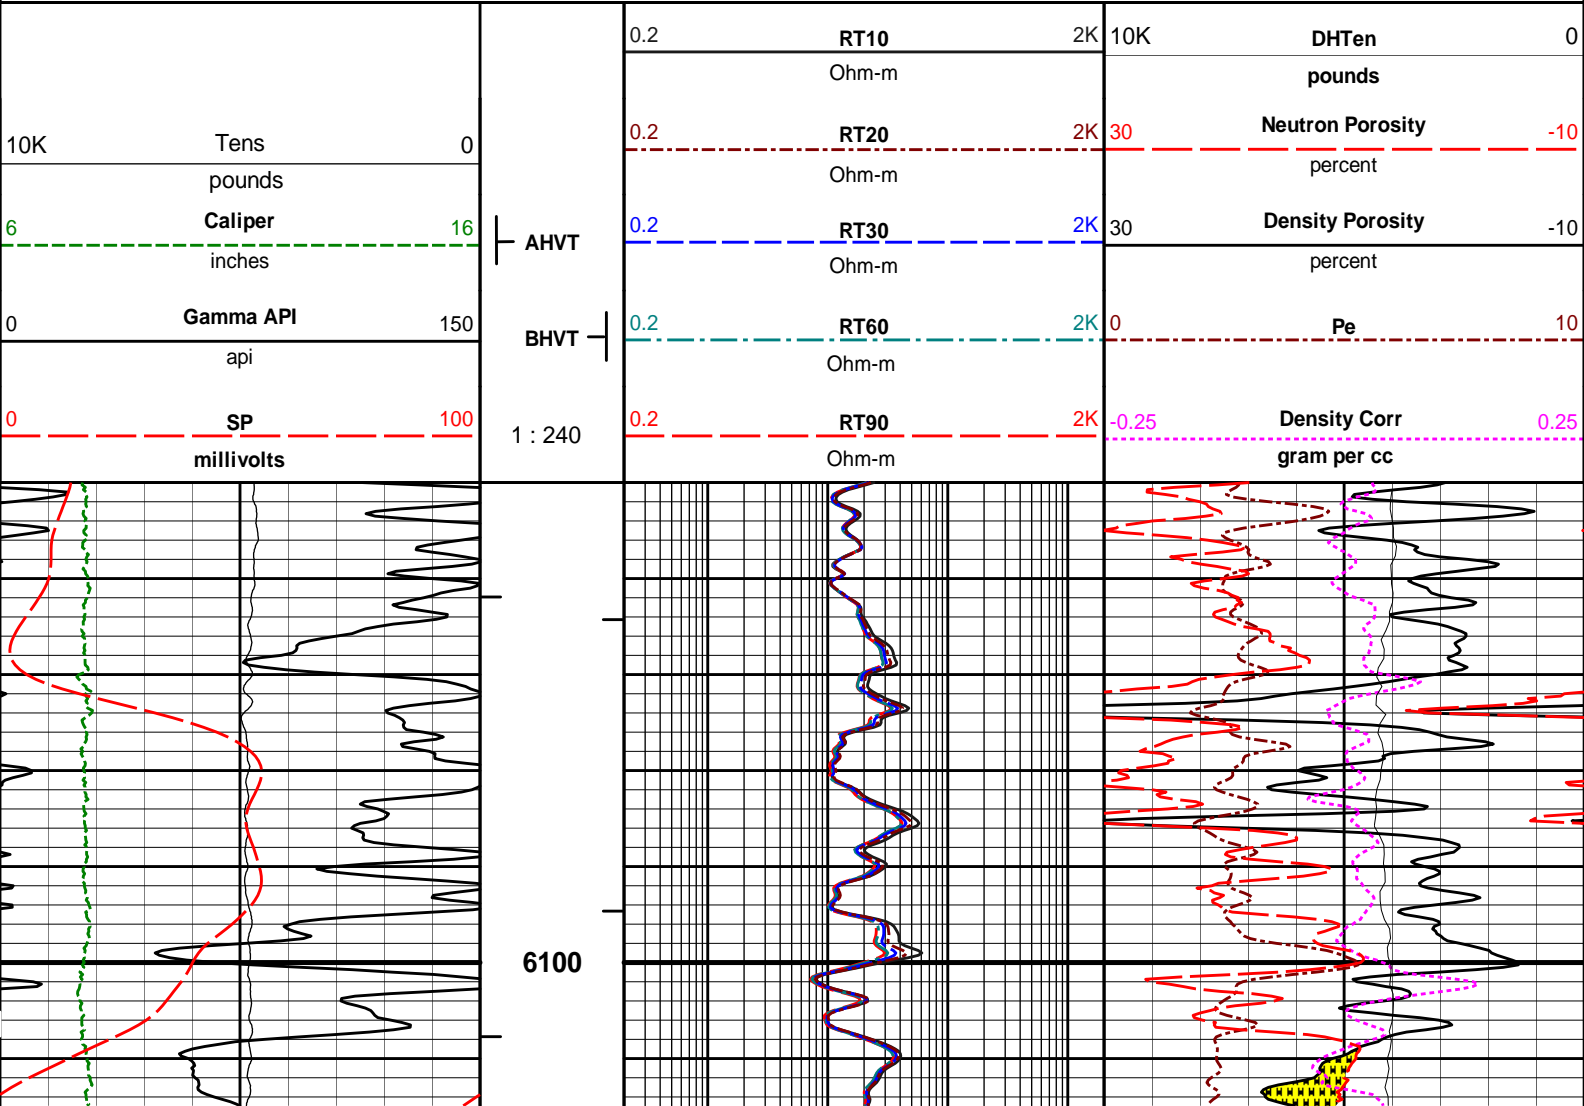 10K Tens 0
pounds
6 Caliper 16
inches
0 Gamma API 150
api
0 SP 100
millivolts
AHVT
BHVT
1 : 240
6100
0.2 RT10 2K
Ohm-m
0.2 RT20 2K
Ohm-m
0.2 RT30 2K
Ohm-m
0.2 RT60 2K
Ohm-m
0.2 RT90 2K
Ohm-m
10K DHTen 0
pounds
30 Neutron Porosity -10
percent
30 Density Porosity -10
percent
0 Pe 10
-0.25 Density Corr 0.25
gram per cc